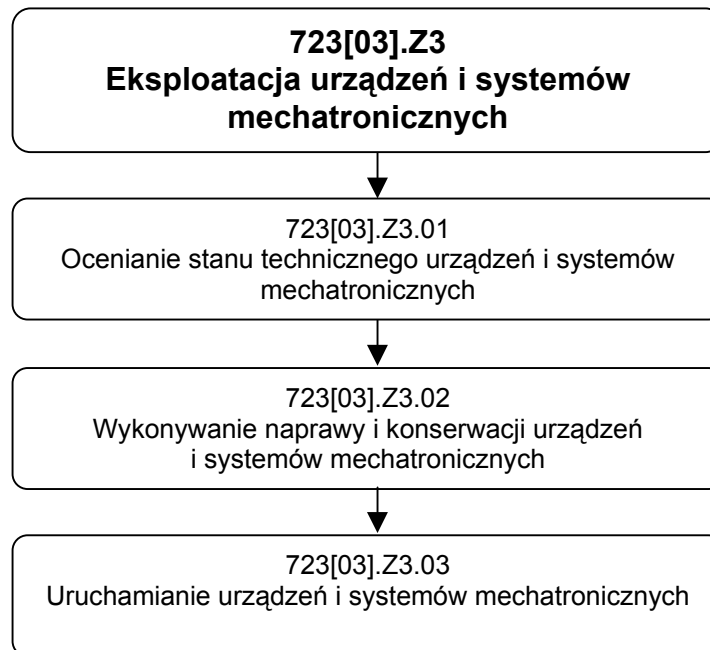 723[03].Z3
Eksploatacja urządzeń i systemów
mechatronicznych
723[03].Z3.01
Ocenianie stanu technicznego urządzeń i systemów
mechatronicznych
723[03].Z3.02
Wykonywanie naprawy i konserwacji urządzeń
i systemów mechatronicznych
723[03].Z3.03
Uruchamianie urządzeń i systemów mechatronicznych